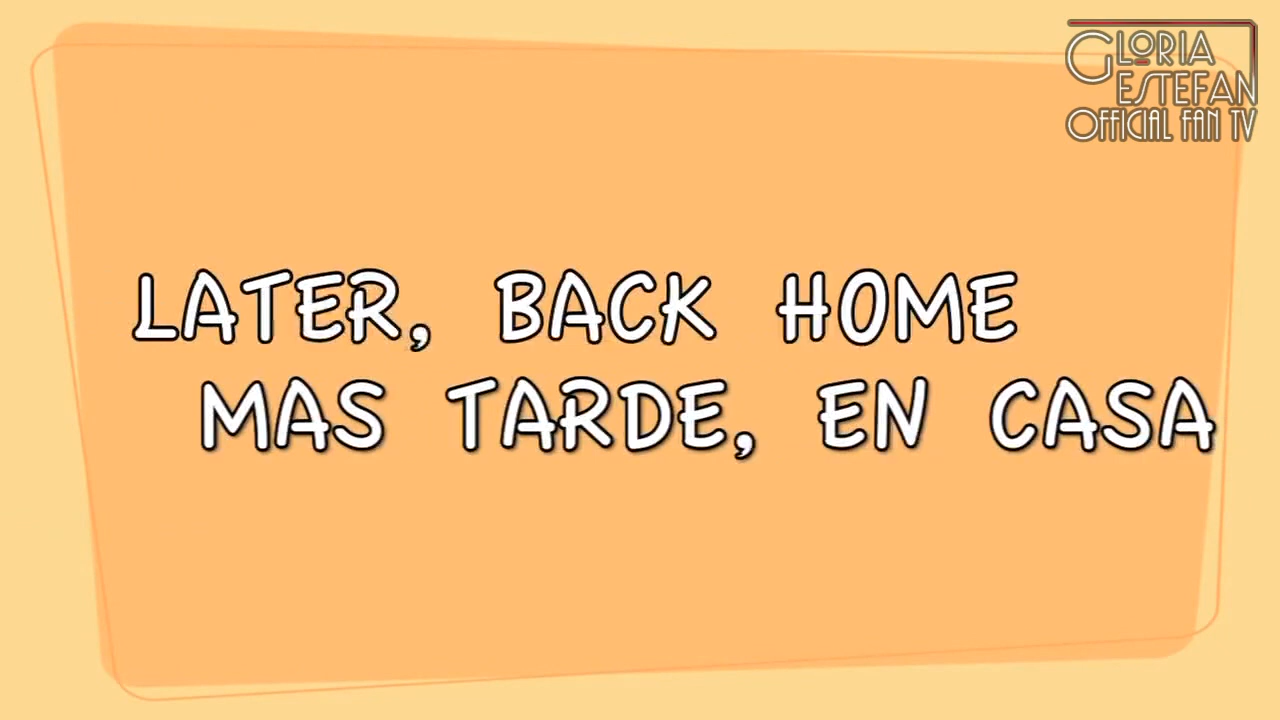 GLORIA
ESTEFAN
OFFICIAL FAN TV
LATER, BACK HOME
MAS TARDE, EN CASA